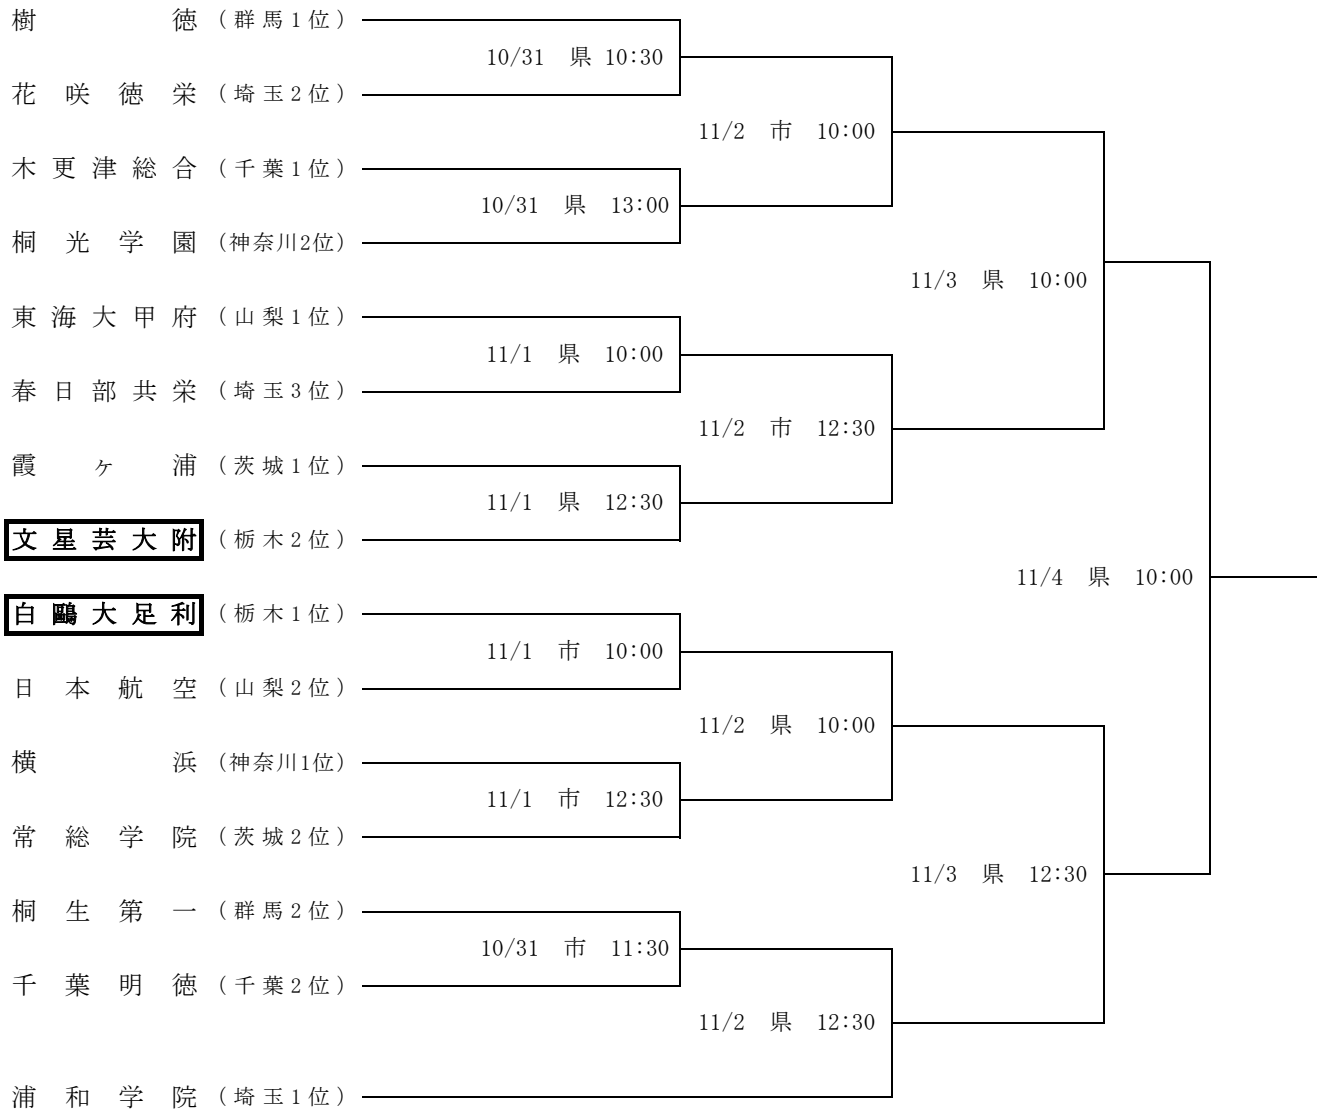 樹徳（群馬１位）
10/31 県 10:30
花咲徳栄（埼玉２位）
11/2 市 10:00
木更津総合（千葉１位）
10/31 県 13:00
桐光学園（神奈川2位）
11/3 県 10:00
東海大甲府（山梨１位）
11/1 県 10:00
春日部共栄（埼玉３位）
11/2 市 12:30
霞ヶ浦（茨城１位）
11/1 県 12:30
文星芸大附（栃木２位）
11/4 県 10:00
白鷗大足利（栃木１位）
11/1 市 10:00
日本航空（山梨２位）
11/2 県 10:00
横浜（神奈川1位）
11/1 市 12:30
常総学院（茨城２位）
11/3 県 12:30
桐生第一（群馬２位）
10/31 市 11:30
千葉明徳（千葉２位）
11/2 県 12:30
浦和学院（埼玉１位）